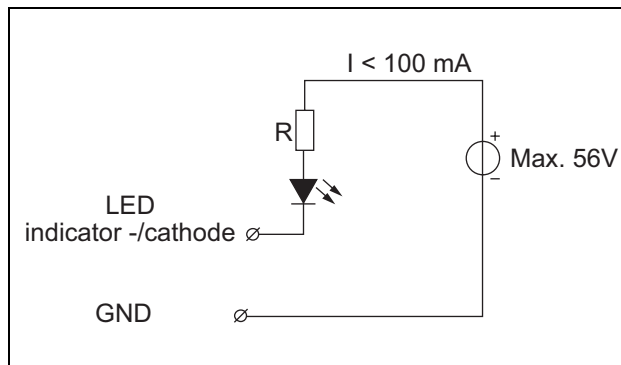 I < 100 mA
R
+
Max. 56V
−
LED
indicator -/cathode
GND